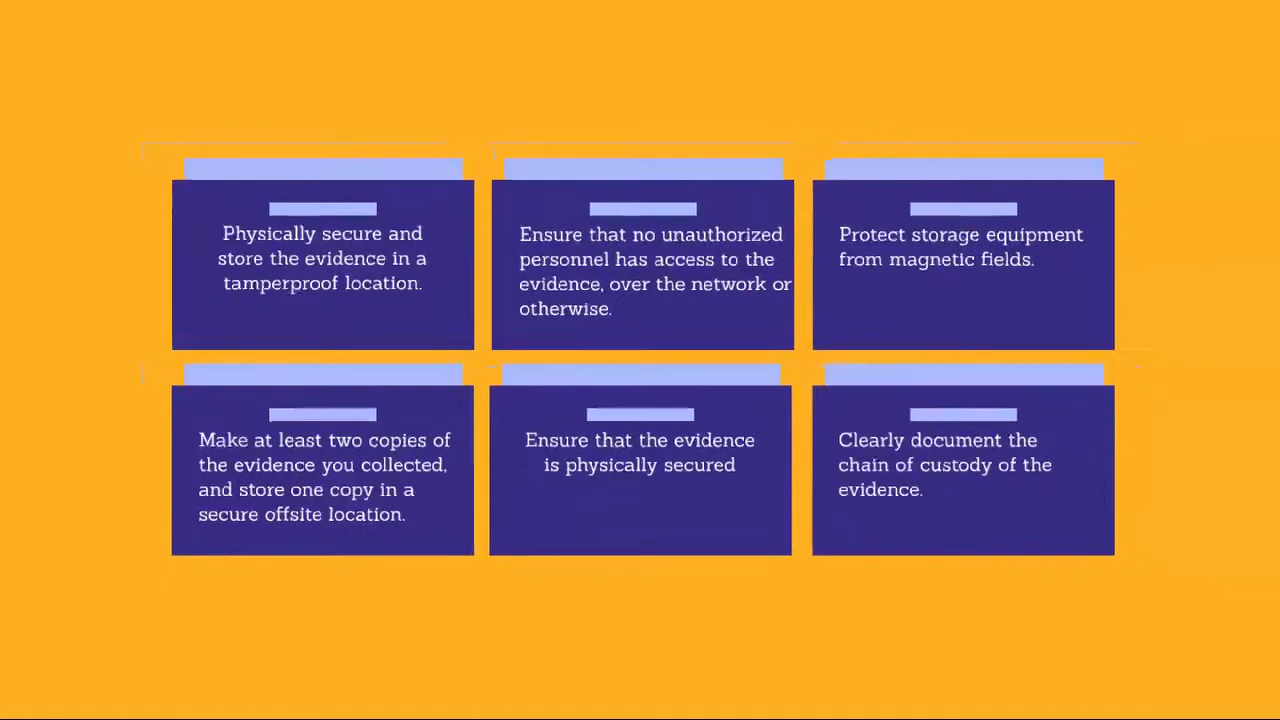 Physically secure and
store the evidence in a
tamperproof location.
Ensure that no unauthorized
personnel has access to the
evidence, over the network or
otherwise.
Protect storage equipment
from magnetic fields.
Make at least two copies of
the evidence you collected,
and store one copy in a
secure offsite location.
Ensure that the evidence
is physically secured
Clearly document the
chain of custody of the
evidence.